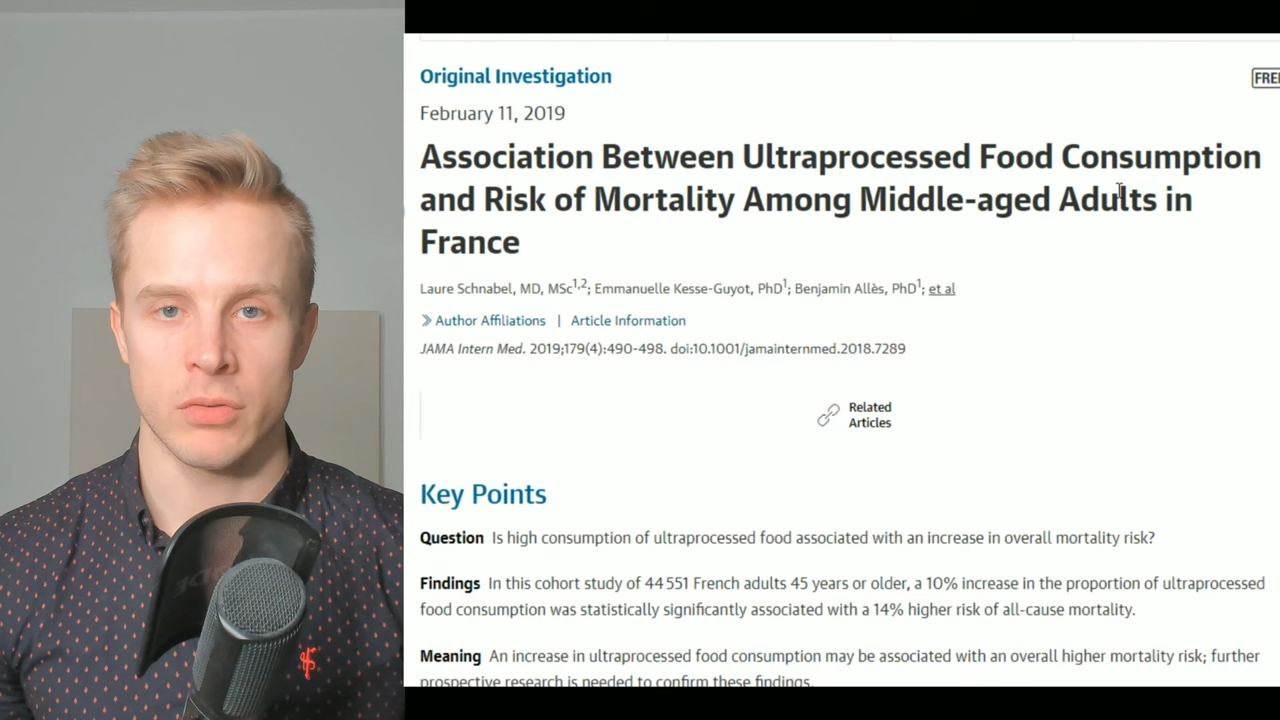 Original Investigation
FREE
February 11, 2019
Association Between Ultraprocessed Food Consumption
and Risk of Mortality Among Middle-aged Adults in
France
Laure Schnabel, MD, MSc1,2; Emmanuelle Kesse-Guyot, PhD1; Benjamin Allès, PhD1; et al
Author Affiliations | Article Information
JAMA Intern Med. 2019;179(4):490-498. doi:10.1001/jamainternmed.2018.7289
Related
Articles
Key Points
Question Is high consumption of ultraprocessed food associated with an increase in overall mortality risk?
Findings In this cohort study of 44 551 French adults 45 years or older, a 10% increase in the proportion of ultraprocessed
food consumption was statistically significantly associated with a 14% higher risk of all-cause mortality.
Meaning An increase in ultraprocessed food consumption may be associated with an overall higher mortality risk; further
prospective research is needed to confirm these findings.